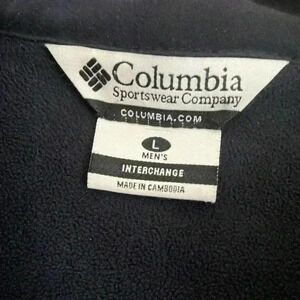 Columbia
Sportswear Company
COLUMBIA.COM
L
MEN'S
INTERCHANGE
MADE IN CAMBODIA